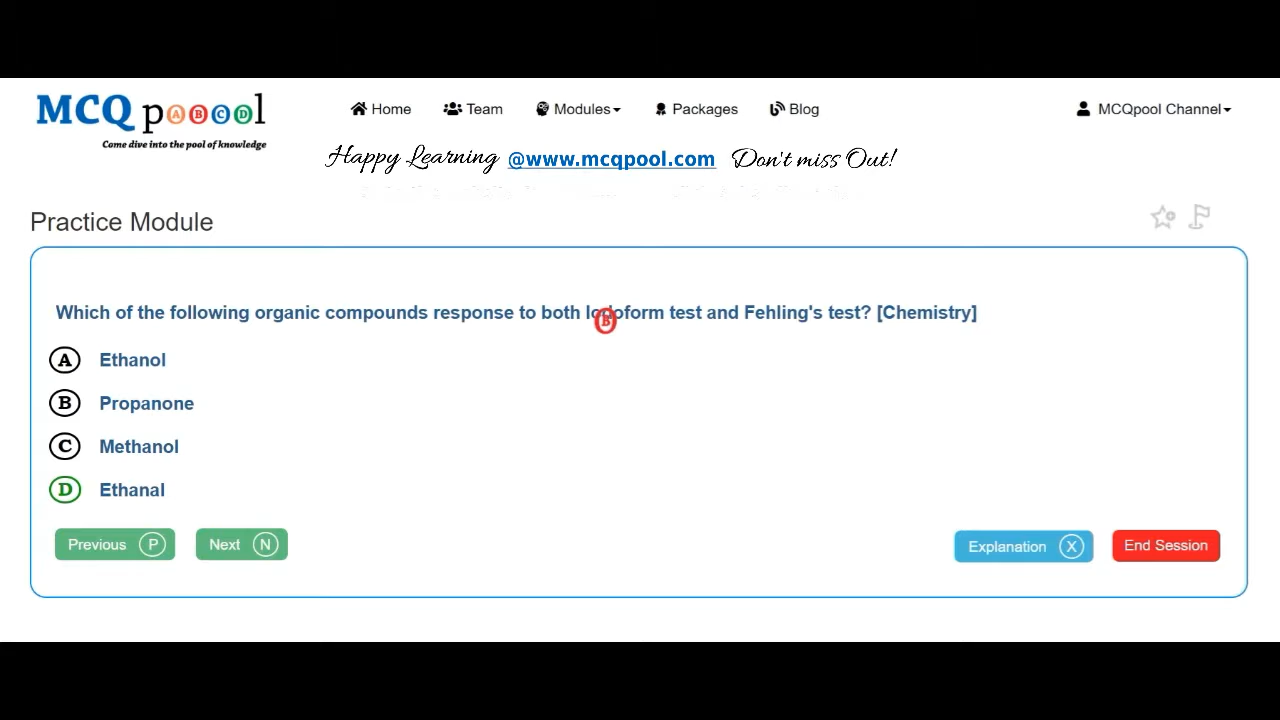 MCQ pooool
Come dive into the pool of knowledge
Home Team Modules Packages Blog MCQpool Channel
Happy Learning @www.mcqpool.com Don't miss Out!
Practice Module
Which of the following organic compounds response to both Iodoform test and Fehling's test? [Chemistry]
B
A Ethanol
B Propanone
C Methanol
D Ethanal
Previous P Next N Explanation X End Session